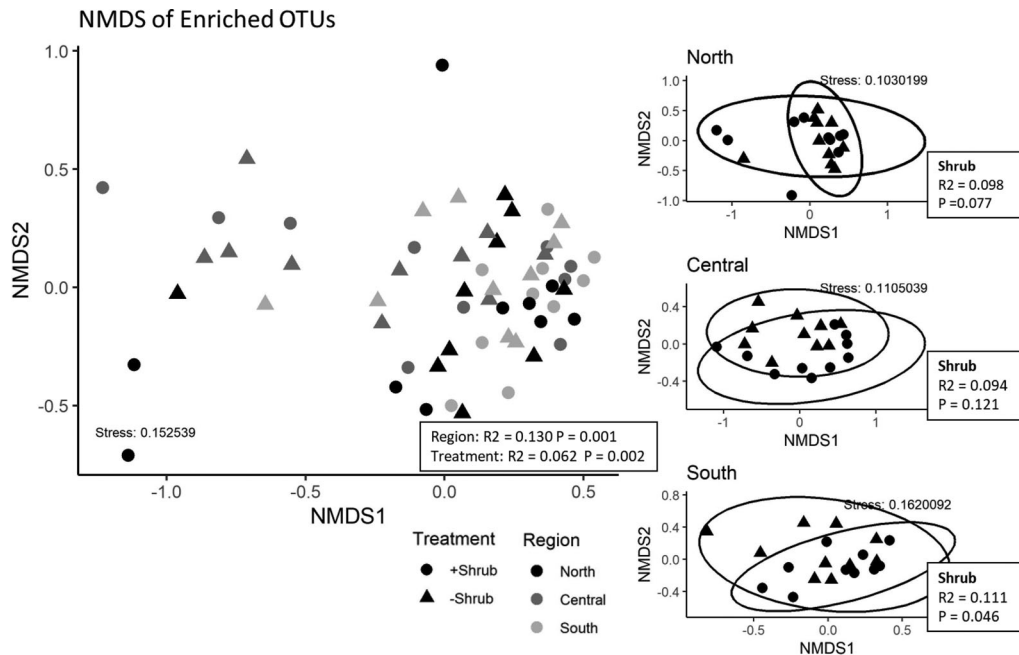 NMDS of Enriched OTUs
1.0
0.5
0.0
-0.5
NMDS2
Stress: 0.152539
Region: R2 = 0.130 P = 0.001
Treatment: R2 = 0.062 P = 0.002
-1.0
-0.5
0.0
0.5
NMDS1
Treatment
+Shrub
-Shrub
Region
North
Central
South
North
Stress: 0.1030199
1.0
0.5
0.0
-0.5
-1.0
NMDS2
-1
0
1
NMDS1
Shrub
R2 = 0.098
P =0.077
Central
Stress: 0.1105039
0.4
0.0
-0.4
NMDS2
-1
0
1
NMDS1
Shrub
R2 = 0.094
P = 0.121
South
Stress: 0.1620092
0.8
0.4
0.0
-0.4
NMDS2
-0.5
0.0
0.5
NMDS1
Shrub
R2 = 0.111
P = 0.046